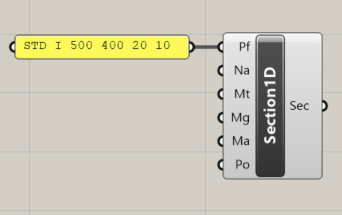 STD I 500 400 20 10
Pf
Na
Mt
Mg
Ma
Po
Section1D
Sec